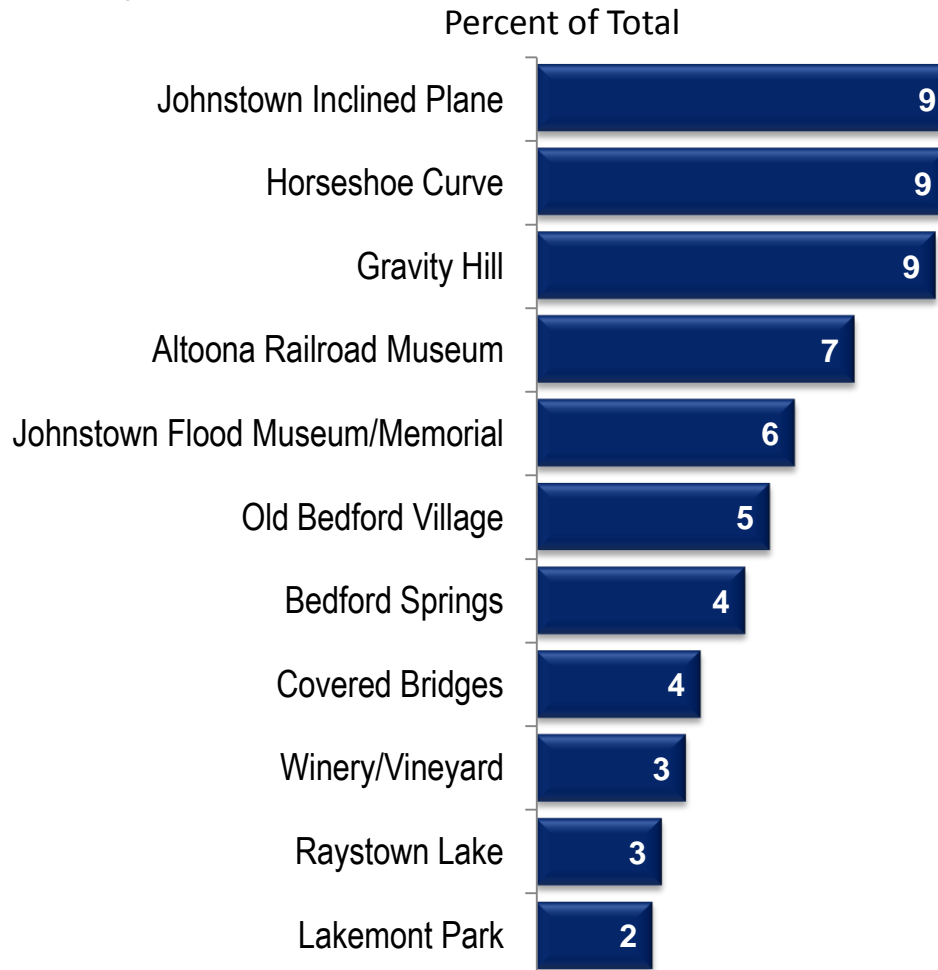 Percent of Total
Johnstown Inclined Plane 9
Horseshoe Curve 9
Gravity Hill 9
Altoona Railroad Museum 7
Johnstown Flood Museum/Memorial 6
Old Bedford Village 5
Bedford Springs 4
Covered Bridges 4
Winery/Vineyard 3
Raystown Lake 3
Lakemont Park 2